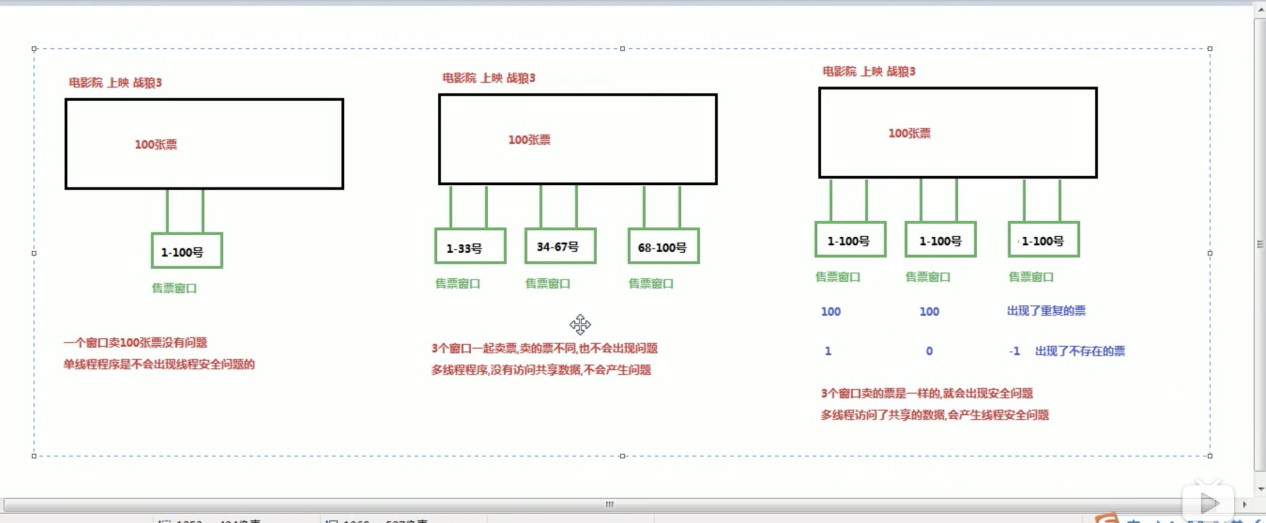 电影院 上映 战狼3
100张票
1-100号
售票窗口
一个窗口卖100张票没有问题
单线程程序是不会出现线程安全问题的
电影院 上映 战狼3
100张票
1-33号 34-67号 68-100号
售票窗口 售票窗口 售票窗口
3个窗口一起卖票,卖的票不同,也不会出现问题
多线程程序,没有访问共享数据,不会产生问题
电影院 上映 战狼3
100张票
1-100号 1-100号 1-100号
售票窗口 售票窗口 售票窗口
100 100 出现了重复的票
1 0 -1 出现了不存在的票
3个窗口卖的票是一样的,就会出现安全问题
多线程访问了共享的数据,会产生线程安全问题